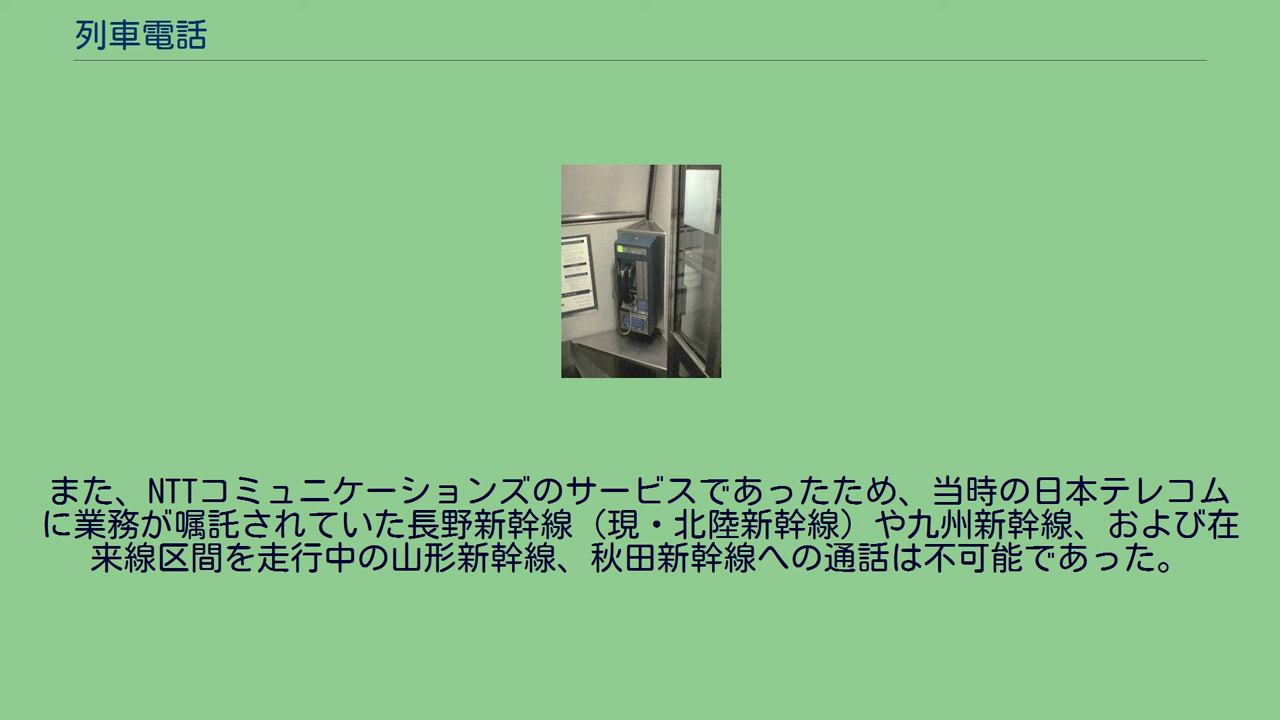 列車電話
また、NTTコミュニケーションズのサービスであったため、当時の日本テレコム
に業務が嘱託されていた長野新幹線（現・北陸新幹線）や九州新幹線、および在
来線区間を走行中の山形新幹線、秋田新幹線への通話は不可能であった。